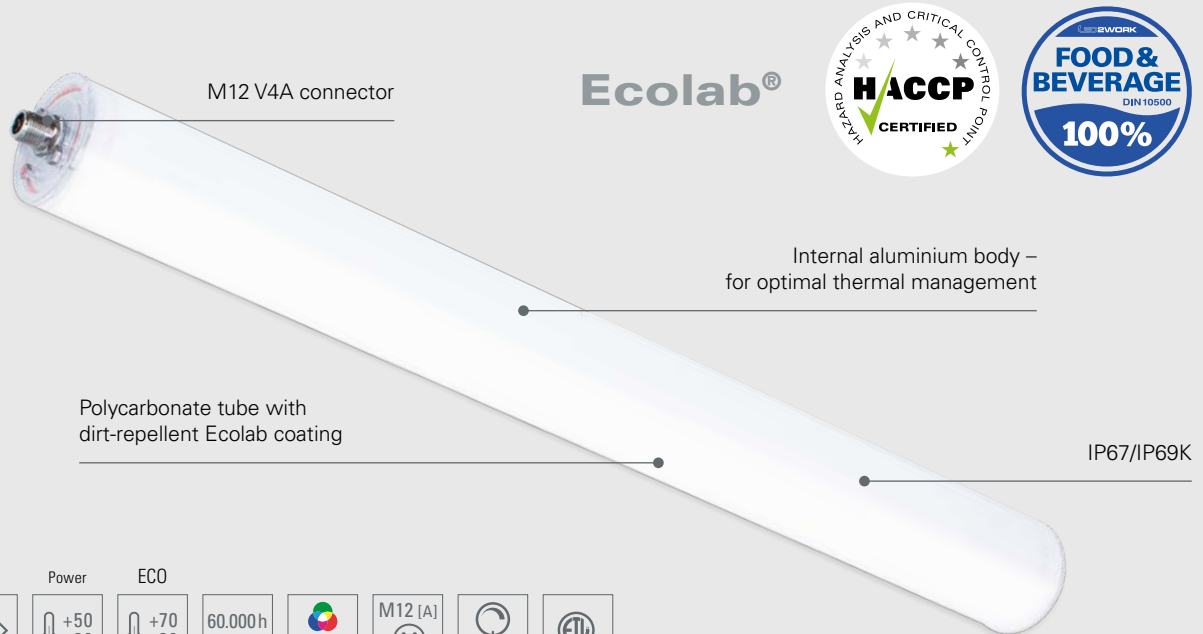 M12 V4A connector
Ecolab®
HAZARD ANALYSIS AND CRITICAL CONTROL POINT
HACCP
CERTIFIED
LED2WORK
FOOD &
BEVERAGE
DIN 10500
100%
Internal aluminium body –
for optimal thermal management
Polycarbonate tube with
dirt-repellent Ecolab coating
IP67/IP69K
Power
ECO
+50
+70
60.000 h
M12 [A]
ETL